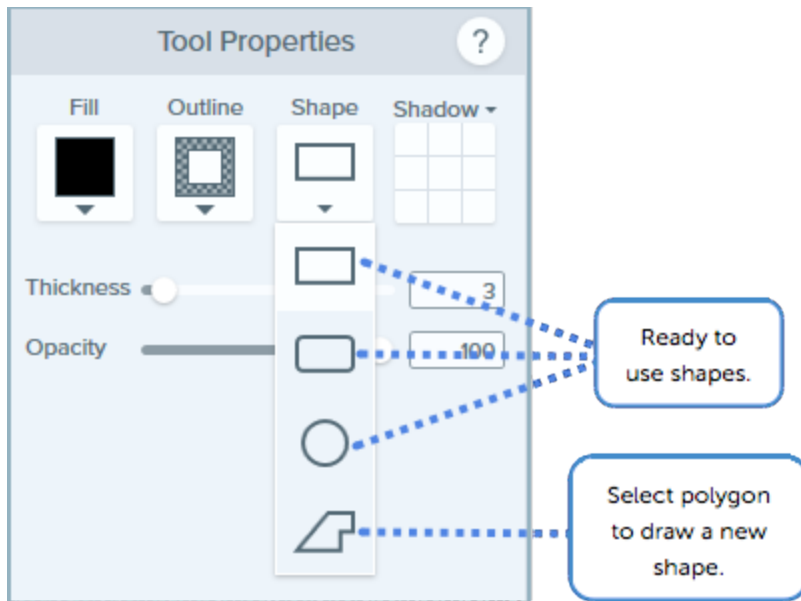 Tool Properties ?
Fill Outline Shape Shadow
Thickness 3
Opacity 100
Ready to
use shapes.
Select polygon
to draw a new
shape.